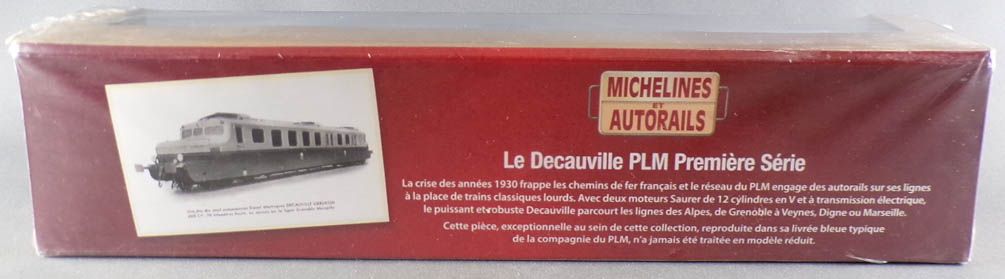 MICHELINES
ET
AUTORAILS
Le Decauville PLM Première Série
La crise des années 1930 frappe les chemins de fer français et le réseau du PLM engage des autorails sur ses lignes
à la place de trains classiques lourds. Avec deux moteurs Saurer de 12 cylindres en V et à transmission électrique,
le puissant et robuste Decauville parcourt les lignes des Alpes, de Grenoble à Veynes, Digne ou Marseille.
Cette pièce, exceptionnelle au sein de cette collection, reproduite dans sa livrée bleue typique
de la compagnie du PLM, n'a jamais été traitée en modèle réduit.
DECAUVILLE